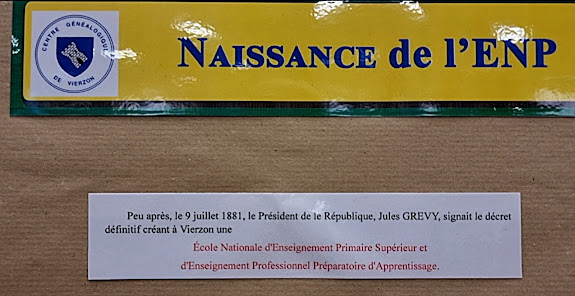 CENTRE GÉNÉALOGIQUE
DE VIERZON
NAISSANCE de l'ENP
Peu après, le 9 juillet 1881, le Président de le République, Jules GREVY, signait le décret
définitif créant à Vierzon une
École Nationale d'Enseignement Primaire Supérieur et
d'Enseignement Professionnel Préparatoire d'Apprentissage.